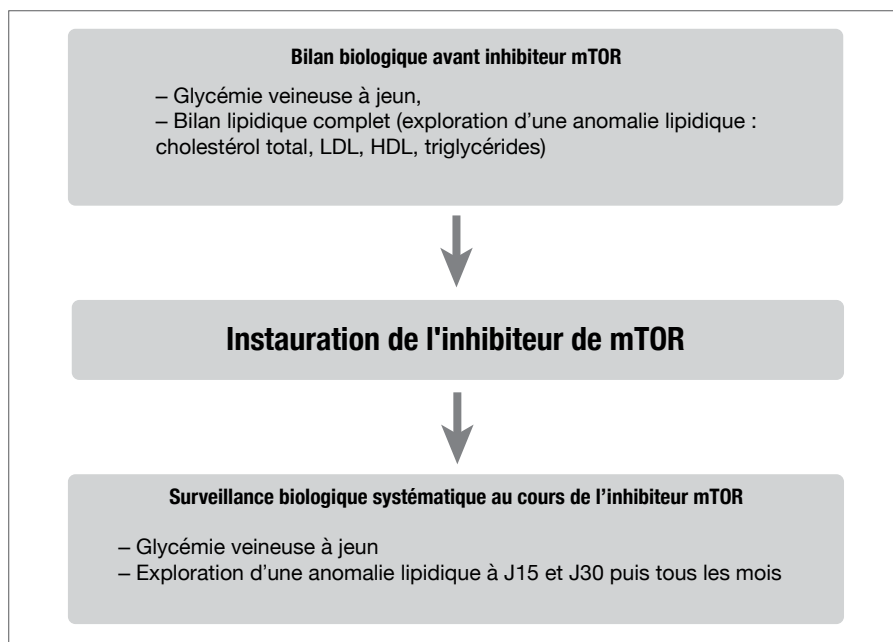 Bilan biologique avant inhibiteur mTOR
– Glycémie veineuse à jeun,
– Bilan lipidique complet (exploration d’une anomalie lipidique :
cholestérol total, LDL, HDL, triglycérides)
Instauration de l'inhibiteur de mTOR
Surveillance biologique systématique au cours de l’inhibiteur mTOR
– Glycémie veineuse à jeun
– Exploration d’une anomalie lipidique à J15 et J30 puis tous les mois